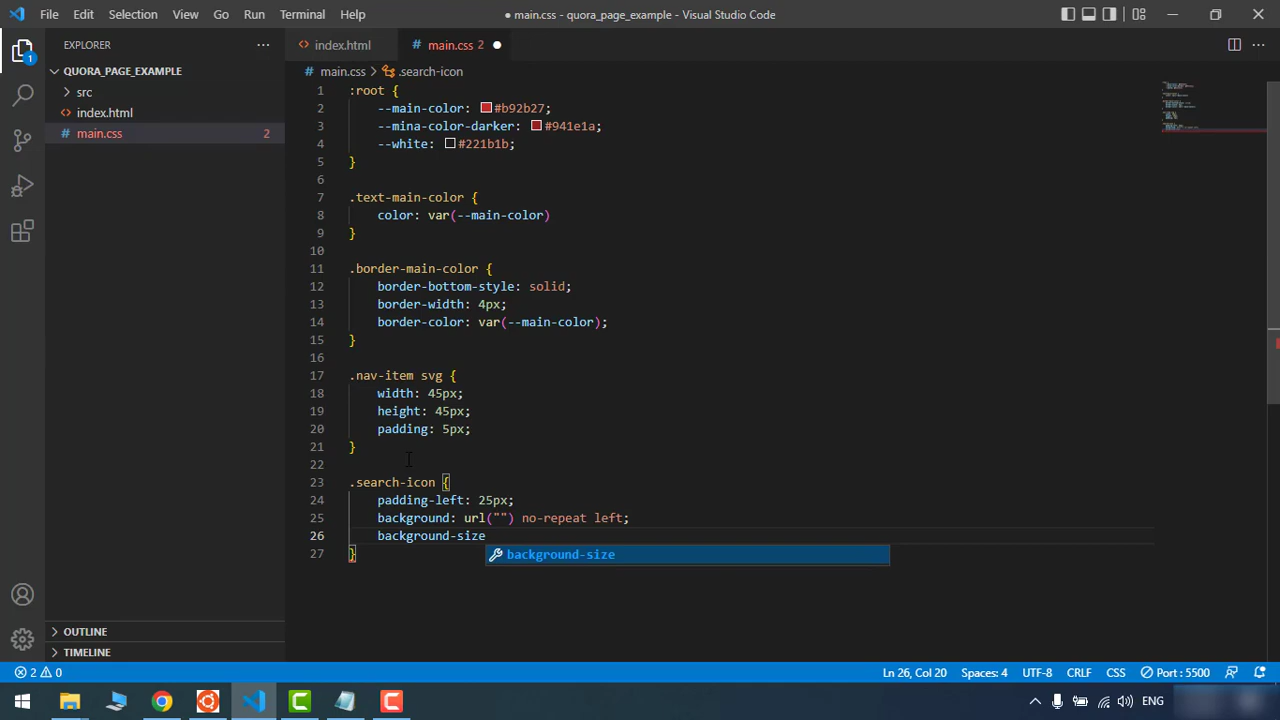 File Edit Selection View Go Run Terminal Help
● main.css - quora_page_example - Visual Studio Code
EXPLORER
index.html
main.css 2
QUORA_PAGE_EXAMPLE
src
index.html
main.css 2
main.css > .search-icon
1 :root {
2 --main-color: #b92b27;
3 --mina-color-darker: #941e1a;
4 --white: #221b1b;
5 }
6
7 .text-main-color {
8 color: var(--main-color)
9 }
10
11 .border-main-color {
12 border-bottom-style: solid;
13 border-width: 4px;
14 border-color: var(--main-color);
15 }
16
17 .nav-item svg {
18 width: 45px;
19 height: 45px;
20 padding: 5px;
21 }
22
23 .search-icon {
24 padding-left: 25px;
25 background: url("") no-repeat left;
26 background-size
background-size
27 }
OUTLINE
TIMELINE
1
2 0 Ln 26, Col 20 Spaces: 4 UTF-8 CRLF CSS Port : 5500
ENG